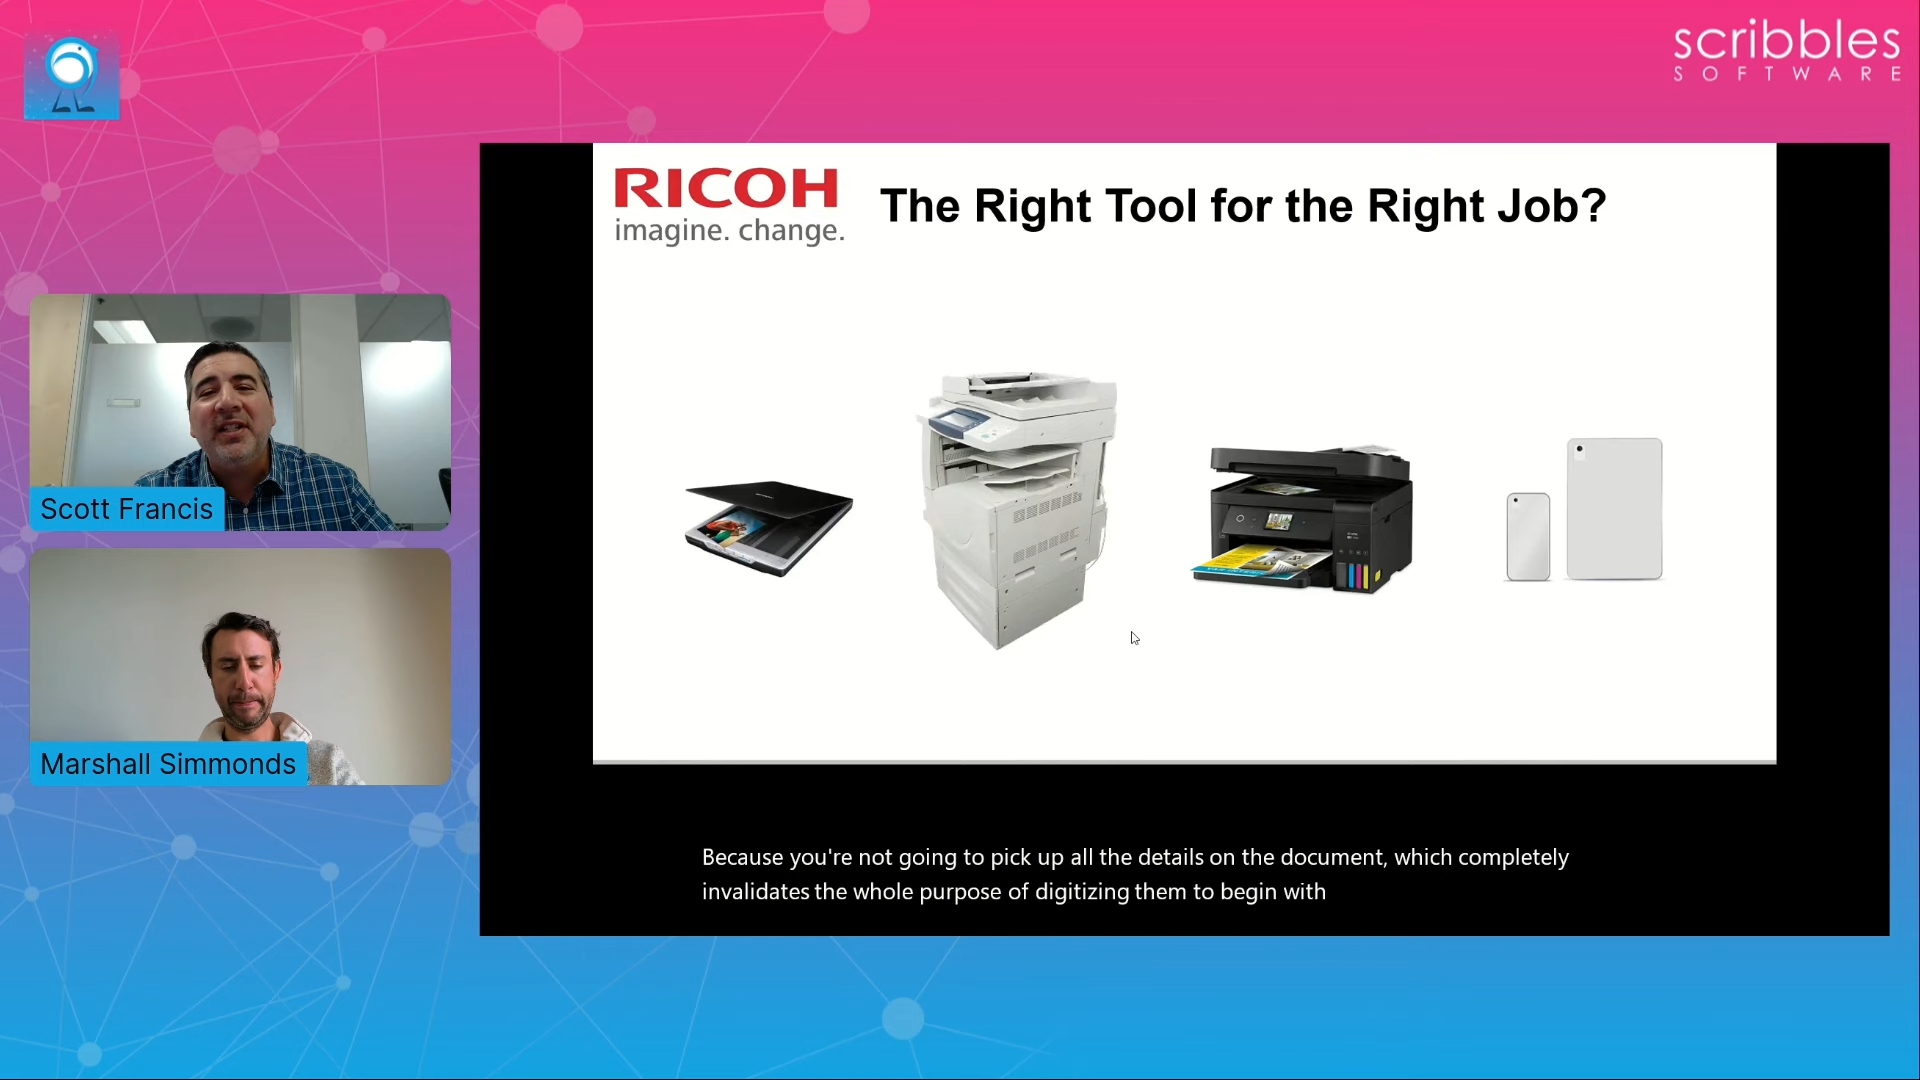 scribbles
SOFTWARE
RICOH
imagine. change.
The Right Tool for the Right Job?
Scott Francis
Marshall Simmonds
Because you're not going to pick up all the details on the document, which completely
invalidates the whole purpose of digitizing them to begin with